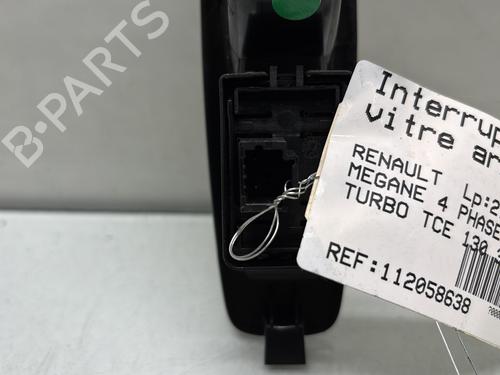 B-PARTS
Interrup
vitre ar
RENAULT Lp:2
MEGANE 4 PHASE
TURBO TCE 130
REF:112058638